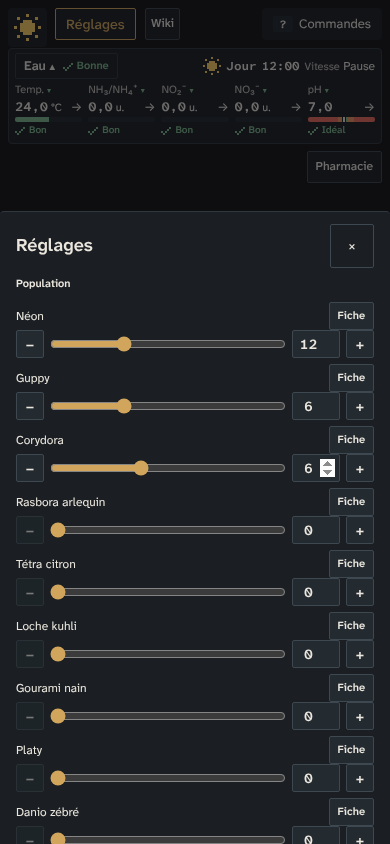 Réglages Wiki ? Commandes
Eau ▴ Bonne Jour 12:00 Vitesse Pause
Temp. ▾ NH₃/NH₄⁺ ▾ NO₂⁻ ▾ NO₃⁻ ▾ pH ▾
24,0 °C → 0,0 u. → 0,0 u. → 0,0 u. → 7,0 →
Bon Bon Bon Bon Idéal
Pharmacie
Réglages ×
Population
Néon Fiche
– 12 +
Guppy Fiche
– 6 +
Corydora Fiche
– 6 +
Rasbora arlequin Fiche
– 0 +
Tétra citron Fiche
– 0 +
Loche kuhli Fiche
– 0 +
Gourami nain Fiche
– 0 +
Platy Fiche
– 0 +
Danio zébré Fiche
– 0 +